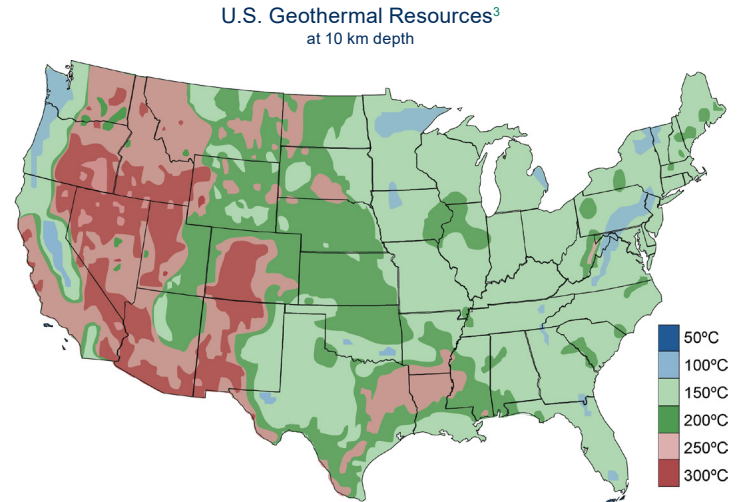 U.S. Geothermal Resources³
at 10 km depth
50ºC
100ºC
150ºC
200ºC
250ºC
300ºC